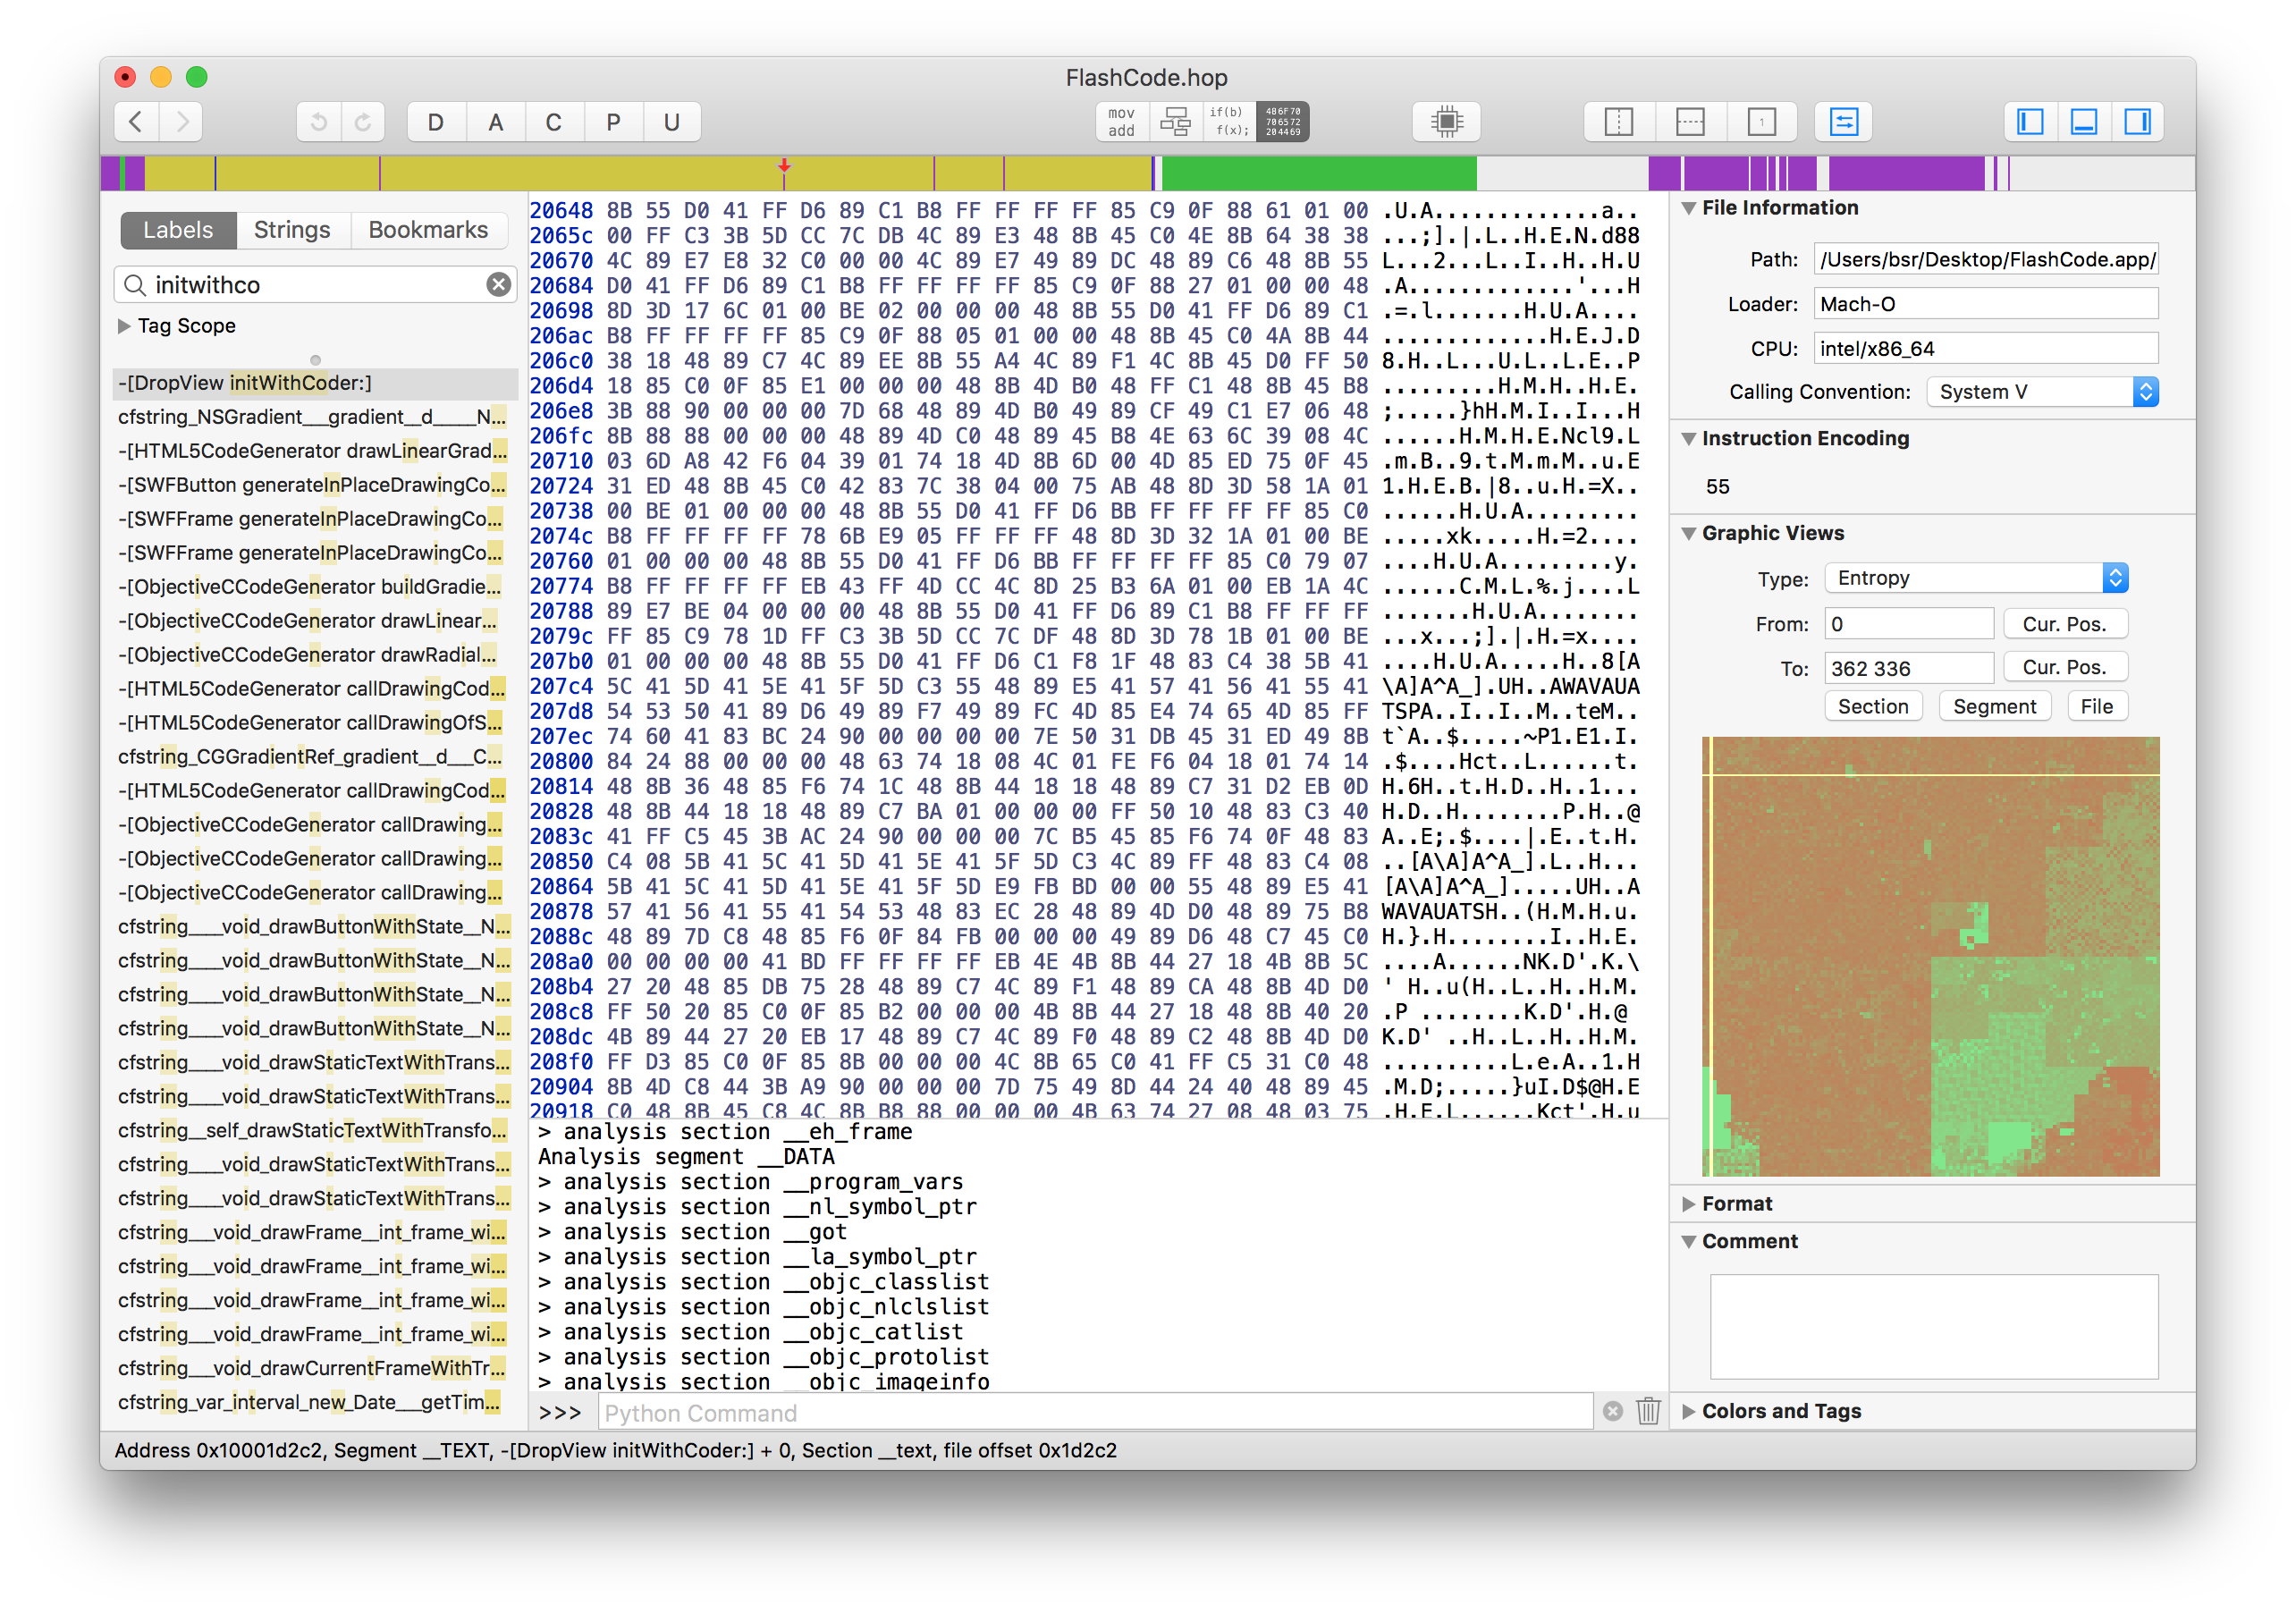 FlashCode.hop
D A C P U
mov add
if(b) f(x);
486F70 706572 204469
1
Labels Strings Bookmarks
initwithco
Tag Scope
-[DropView initWithCoder:]
cfstring_NSGradient___gradient__d_____N...
-[HTML5CodeGenerator drawLinearGrad...
-[SWFButton generateInPlaceDrawingCo...
-[SWFFrame generateInPlaceDrawingCo...
-[SWFFrame generateInPlaceDrawingCo...
-[ObjectiveCCodeGenerator buildGradie...
-[ObjectiveCCodeGenerator drawLinear...
-[ObjectiveCCodeGenerator drawRadial...
-[HTML5CodeGenerator callDrawingCod...
-[HTML5CodeGenerator callDrawingOfS...
cfstring_CGGradientRef_gradient__d___C...
-[HTML5CodeGenerator callDrawingCod...
-[ObjectiveCCodeGenerator callDrawing...
-[ObjectiveCCodeGenerator callDrawing...
-[ObjectiveCCodeGenerator callDrawing...
cfstring____void_drawButtonWithState__N...
cfstring____void_drawButtonWithState__N...
cfstring____void_drawButtonWithState__N...
cfstring____void_drawButtonWithState__N...
cfstring____void_drawStaticTextWithTrans...
cfstring____void_drawStaticTextWithTrans...
cfstring__self_drawStaticTextWithTransfo...
cfstring____void_drawStaticTextWithTrans...
cfstring____void_drawStaticTextWithTrans...
cfstring___void_drawFrame__int_frame_wi...
cfstring___void_drawFrame__int_frame_wi...
cfstring___void_drawFrame__int_frame_wi...
cfstring___void_drawFrame__int_frame_wi...
cfstring___void_drawCurrentFrameWithTr...
cfstring_var_interval_new_Date___getTim...
20648 8B 55 D0 41 FF D6 89 C1 B8 FF FF FF FF 85 C9 0F 88 61 01 00 .U.A.............a..
2065c 00 FF C3 3B 5D CC 7C DB 4C 89 E3 48 8B 45 C0 4E 8B 64 38 38 ...;].|.L..H.E.N.d88
20670 4C 89 E7 E8 32 C0 00 00 4C 89 E7 49 89 DC 48 89 C6 48 8B 55 L...2...L..I..H..H.U
20684 D0 41 FF D6 89 C1 B8 FF FF FF FF 85 C9 0F 88 27 01 00 00 48 .A.............'...H
20698 8D 3D 17 6C 01 00 BE 02 00 00 00 48 8B 55 D0 41 FF D6 89 C1 .=.l.......H.U.A....
206ac B8 FF FF FF FF 85 C9 0F 88 05 01 00 00 48 8B 45 C0 4A 8B 44 .............H.E.J.D
206c0 38 18 48 89 C7 4C 89 EE 8B 55 A4 4C 89 F1 4C 8B 45 D0 FF 50 8.H..L...U.L..L.E..P
206d4 18 85 C0 0F 85 E1 00 00 00 48 8B 4D B0 48 FF C1 48 8B 45 B8 .........H.M.H..H.E.
206e8 3B 88 90 00 00 00 7D 68 48 89 4D B0 49 89 CF 49 C1 E7 06 48 ;.....}hH.M.I..I...H
206fc 8B 88 88 00 00 00 48 89 4D C0 48 89 45 B8 4E 63 6C 39 08 4C ......H.M.H.E.Ncl9.L
20710 03 6D A8 42 F6 04 39 01 74 18 4D 8B 6D 00 4D 85 ED 75 0F 45 .m.B..9.t.M.m.M..u.E
20724 31 ED 48 8B 45 C0 42 83 7C 38 04 00 75 AB 48 8D 3D 58 1A 01 1.H.E.B.|8..u.H.=X..
20738 00 BE 01 00 00 00 48 8B 55 D0 41 FF D6 BB FF FF FF FF 85 C0 ......H.U.A.........
2074c B8 FF FF FF FF 78 6B E9 05 FF FF FF 48 8D 3D 32 1A 01 00 BE .....xk.....H.=2....
20760 01 00 00 00 48 8B 55 D0 41 FF D6 BB FF FF FF FF 85 C0 79 07 ....H.U.A.........y.
20774 B8 FF FF FF FF EB 43 FF 4D CC 4C 8D 25 B3 6A 01 00 EB 1A 4C ......C.M.L.%.j....L
20788 89 E7 BE 04 00 00 00 48 8B 55 D0 41 FF D6 89 C1 B8 FF FF FF .......H.U.A........
2079c FF 85 C9 78 1D FF C3 3B 5D CC 7C DF 48 8D 3D 78 1B 01 00 BE ...x...;].|.H.=x....
207b0 01 00 00 00 48 8B 55 D0 41 FF D6 C1 F8 1F 48 83 C4 38 5B 41 ....H.U.A.....H..8[A
207c4 5C 41 5D 41 5E 41 5F 5D C3 55 48 89 E5 41 57 41 56 41 55 41 \A]A^A_].UH..AWAVAUA
207d8 54 53 50 41 89 D6 49 89 F7 49 89 FC 4D 85 E4 74 65 4D 85 FF TSPA..I..I..M..teM..
207ec 74 60 41 83 BC 24 90 00 00 00 00 7E 50 31 DB 45 31 ED 49 8B t`A..$.....~P1.E1.I.
20800 84 24 88 00 00 00 48 63 74 18 08 4C 01 FE F6 04 18 01 74 14 .$....Hct..L......t.
20814 48 8B 36 48 85 F6 74 1C 48 8B 44 18 18 48 89 C7 31 D2 EB 0D H.6H..t.H.D..H..1...
20828 48 8B 44 18 18 48 89 C7 BA 01 00 00 00 FF 50 10 48 83 C3 40 H.D..H........P.H..@
2083c 41 FF C5 45 3B AC 24 90 00 00 00 7C B5 45 85 F6 74 0F 48 83 A..E;.$....|.E..t.H.
20850 C4 08 5B 41 5C 41 5D 41 5E 41 5F 5D C3 4C 89 FF 48 83 C4 08 ..[A\A]A^A_].L..H...
20864 5B 41 5C 41 5D 41 5E 41 5F 5D E9 FB BD 00 00 55 48 89 E5 41 [A\A]A^A_].....UH..A
20878 57 41 56 41 55 41 54 53 48 83 EC 28 48 89 4D D0 48 89 75 B8 WAVAUATSH..(H.M.H.u.
2088c 48 89 7D C8 48 85 F6 0F 84 FB 00 00 00 49 89 D6 48 C7 45 C0 H.}.H........I..H.E.
208a0 00 00 00 00 41 BD FF FF FF FF EB 4E 4B 8B 44 27 18 4B 8B 5C ....A......NK.D'.K.\
208b4 27 20 48 85 DB 75 28 48 89 C7 4C 89 F1 48 89 CA 48 8B 4D D0 ' H..u(H..L..H..H.M.
208c8 FF 50 20 85 C0 0F 85 B2 00 00 00 4B 8B 44 27 18 48 8B 40 20 .P ........K.D'.H.@
208dc 4B 89 44 27 20 EB 17 48 89 C7 4C 89 F0 48 89 C2 48 8B 4D D0 K.D' ..H..L..H..H.M.
208f0 FF D3 85 C0 0F 85 8B 00 00 00 4C 8B 65 C0 41 FF C5 31 C0 48 ..........L.e.A..1.H
20904 8B 4D C8 44 3B A9 90 00 00 00 7D 75 49 8D 44 24 40 48 89 45 .M.D;.....}uI.D$@H.E
20918 C0 48 8B 45 C8 4C 8B B8 88 00 00 00 4B 63 74 27 08 48 03 75 .H.E.L......Kct'.H.u
> analysis section __eh_frame
Analysis segment __DATA
> analysis section __program_vars
> analysis section __nl_symbol_ptr
> analysis section __got
> analysis section __la_symbol_ptr
> analysis section __objc_classlist
> analysis section __objc_nlclslist
> analysis section __objc_catlist
> analysis section __objc_protolist
> analysis section __objc_imageinfo
>>> Python Command
File Information
Path: /Users/bsr/Desktop/FlashCode.app/
Loader: Mach-O
CPU: intel/x86_64
Calling Convention: System V
Instruction Encoding
55
Graphic Views
Type: Entropy
From: 0 Cur. Pos.
To: 362 336 Cur. Pos.
Section Segment File
Format
Comment
Colors and Tags
Address 0x10001d2c2, Segment __TEXT, -[DropView initWithCoder:] + 0, Section __text, file offset 0x1d2c2